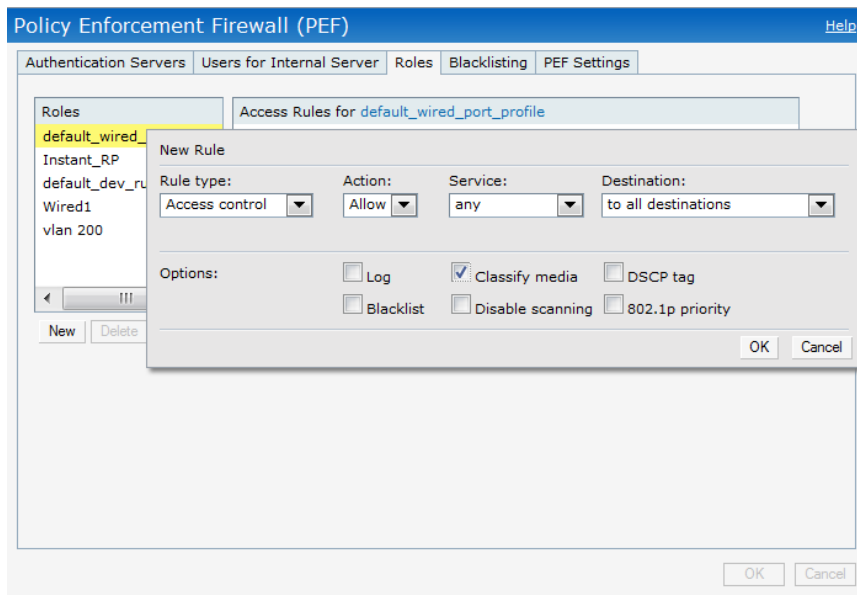 Policy Enforcement Firewall (PEF) Help
Authentication Servers Users for Internal Server Roles Blacklisting PEF Settings
Roles Access Rules for default_wired_port_profile
default_wired_
Instant_RP
default_dev_ru
Wired1
vlan 200
New Delete
New Rule
Rule type: Action: Service: Destination:
Access control Allow any to all destinations
Options: Log Classify media DSCP tag
Blacklist Disable scanning 802.1p priority
OK Cancel
OK Cancel